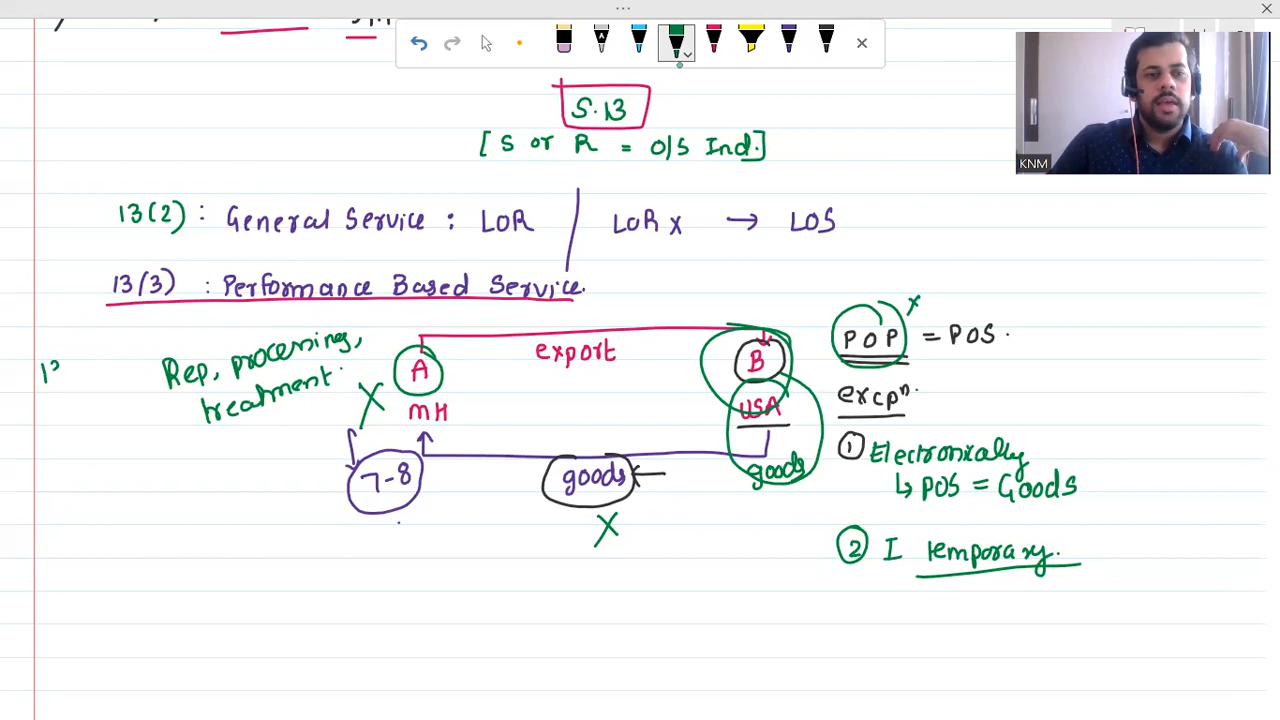 S.13
[ S or R = O/S Ind.]
13(2) : General Service : LOR | LOR x → LOS
13(3) : Performance Based Service.
Rep, processing,
treatment.
A
MH
export
B
USA
7-8
goods
goods
X
X
P O P x = POS.
excpⁿ.
① Electronically
↳ POS = Goods
② I temporary.
KNM